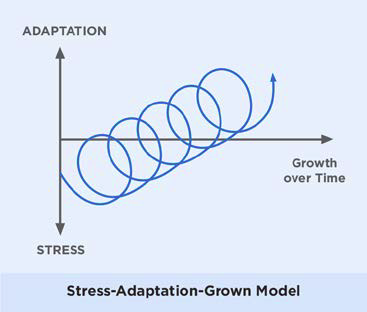 ADAPTATION
Growth
over Time
STRESS
Stress-Adaptation-Grown Model